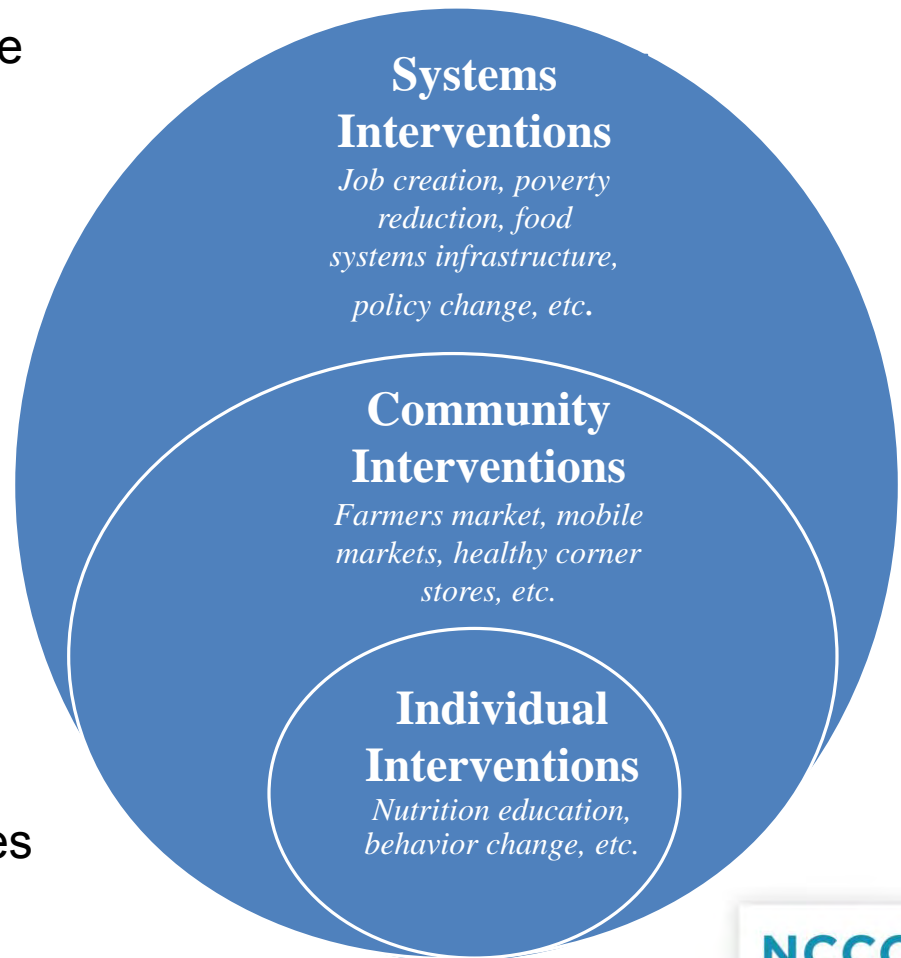 e
Systems
Interventions
Job creation, poverty
reduction, food
systems infrastructure,
policy change, etc.
Community
Interventions
Farmers market, mobile
markets, healthy corner
stores, etc.
Individual
Interventions
Nutrition education,
behavior change, etc.
es